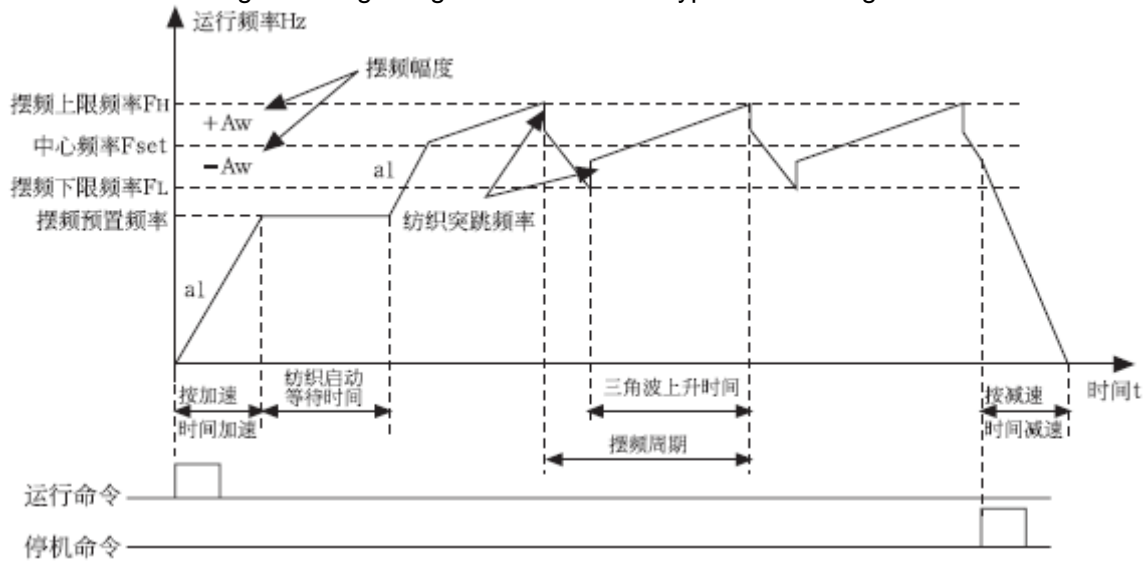 运行频率Hz
摆频幅度
摆频上限频率FH
+Aw
中心频率Fset
-Aw
al
摆频下限频率FL
摆频预置频率
纺织突跳频率
al
按加速
时间加速
纺织启动
等待时间
三角波上升时间
按减速
时间减速
时间t
摆频周期
运行命令
停机命令